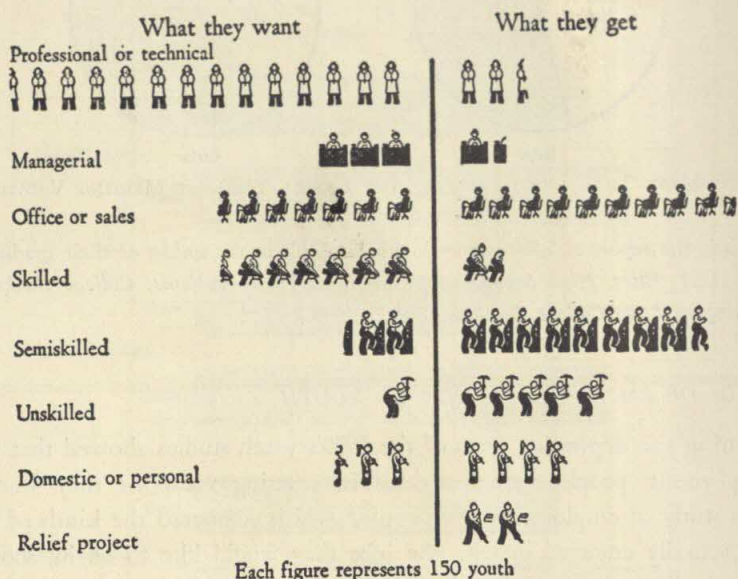 What they want
What they get
Professional or technical
Managerial
Office or sales
Skilled
Semiskilled
Unskilled
Domestic or personal
Relief project
Each figure represents 150 youth